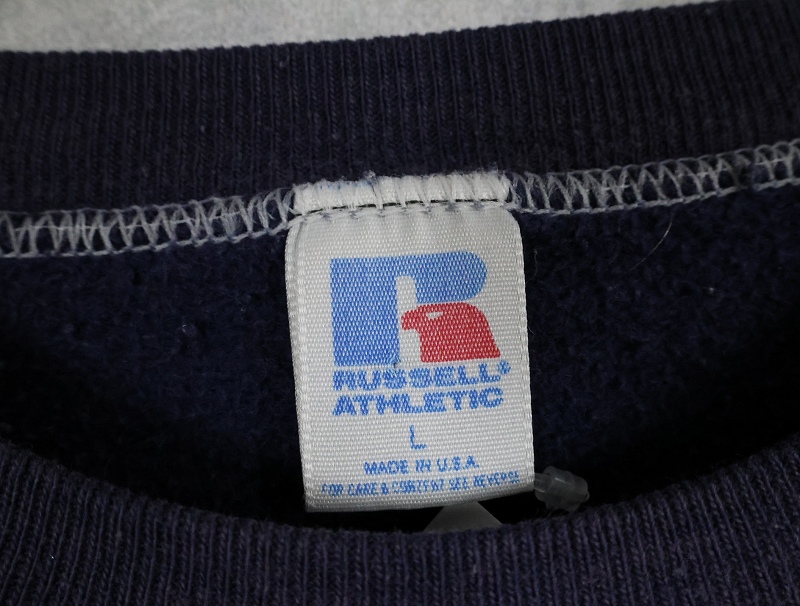 RUSSELL®
ATHLETIC
L
MADE IN U.S.A.
FOR CARE & CONTENT SEE REVERSE